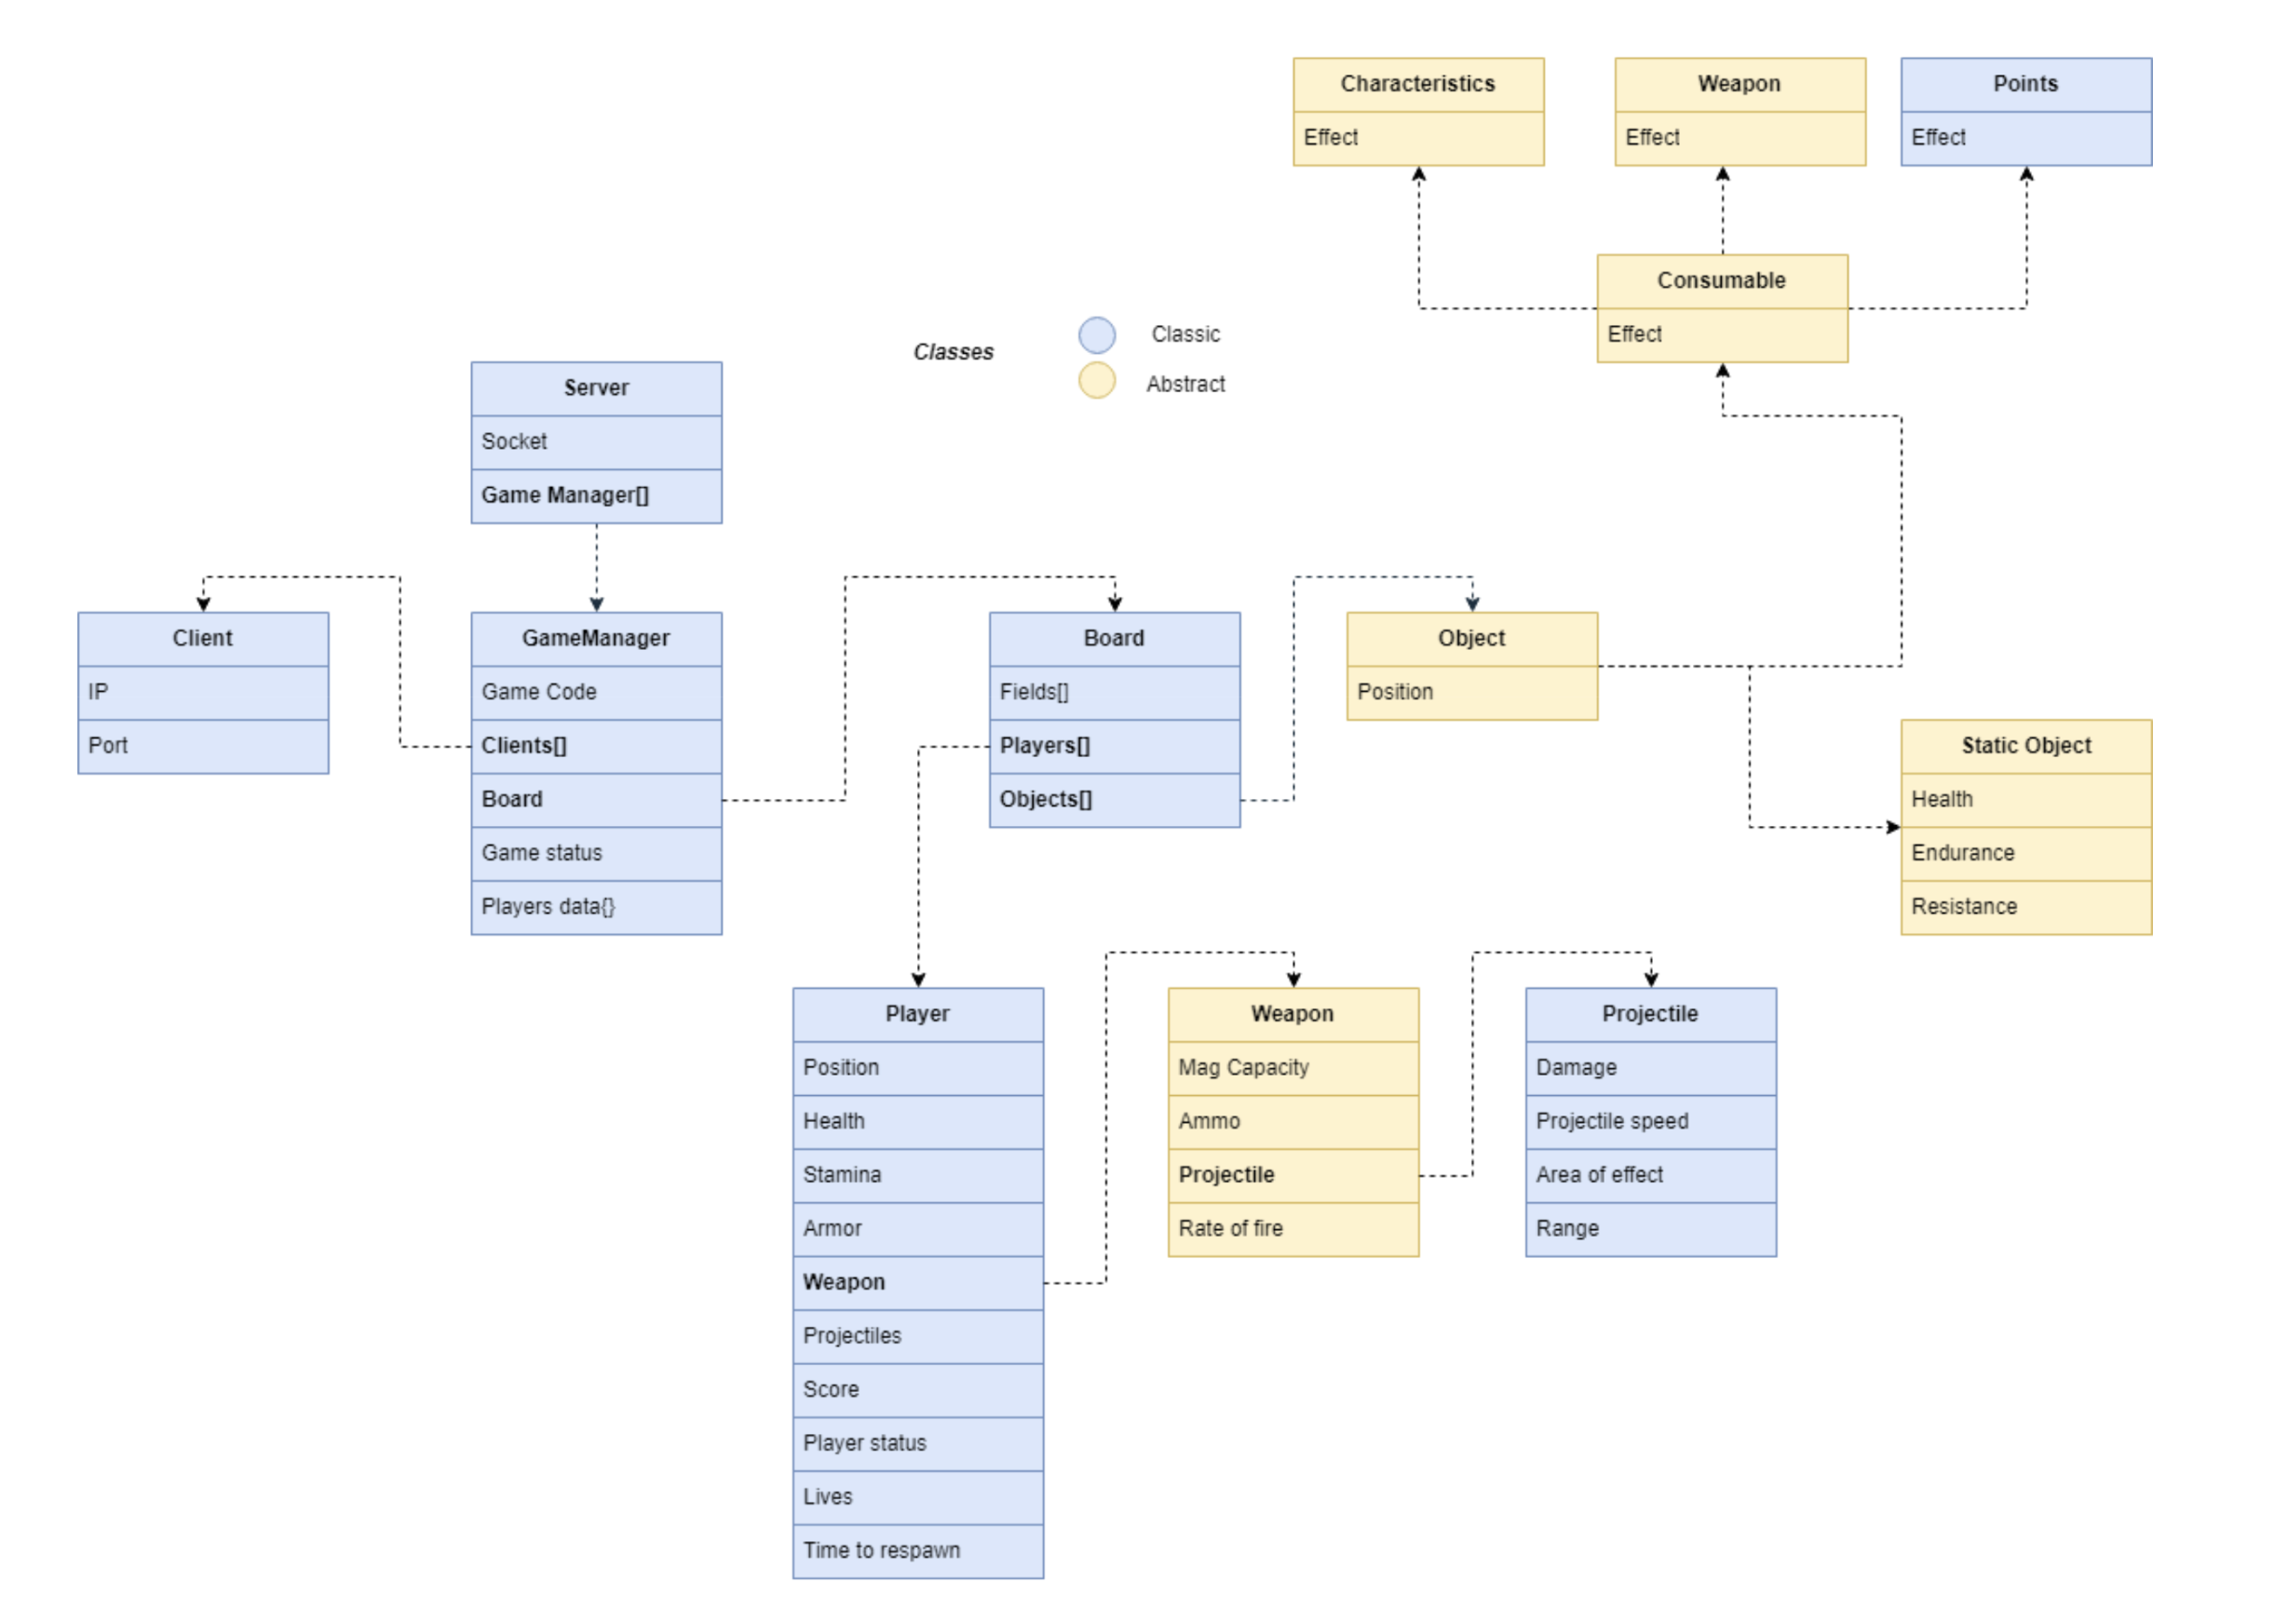 Characteristics
Effect
Weapon
Effect
Points
Effect
Consumable
Effect
Classes
Classic
Abstract
Server
Socket
Game Manager[]
Client
IP
Port
GameManager
Game Code
Clients[]
Board
Game status
Players data{}
Board
Fields[]
Players[]
Objects[]
Object
Position
Static Object
Health
Endurance
Resistance
Player
Position
Health
Stamina
Armor
Weapon
Projectiles
Score
Player status
Lives
Time to respawn
Weapon
Mag Capacity
Ammo
Projectile
Rate of fire
Projectile
Damage
Projectile speed
Area of effect
Range